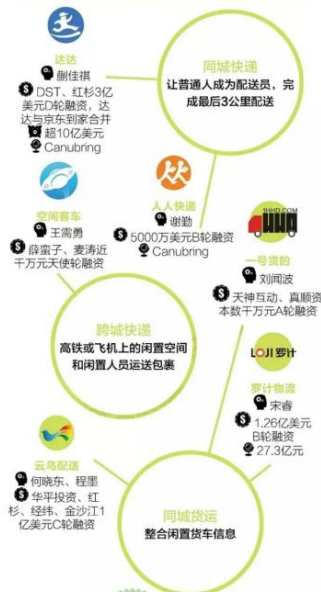 达达
蒯佳祺
DST、红杉3亿
美元D轮融资，达
达与京东到家合并
超10亿美元
Canubring
同城快递
让普通人成为配送员，完
成最后3公里配送
空间客车
王需勇
薛蛮子、麦涛近
千万元天使轮融资
人人快递
谢勤
5000万美元B轮融资
Canubring
1HHD.COM
一号货的
刘闻波
天神互动、真顺资
本数千万元A轮融资
跨城快递
高铁或飞机上的闲置空间
和闲置人员运送包裹
LOJI 罗计
罗计物流
宋睿
1.26亿美元
B轮融资
27.3亿元
云鸟配送
何晓东、程墨
华平投资、红
杉、经纬、金沙江1
亿美元C轮融资
同城货运
整合闲置货车信息